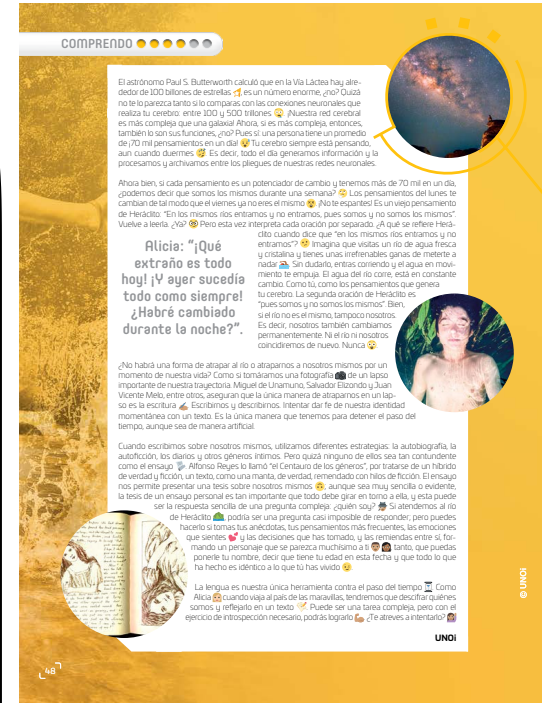 COMPRENDO
El astrónomo Paul S. Butterworth calculó que en la Vía Láctea hay alre-
dedor de 100 billones de estrellas 🌠, es un número enorme, ¿no? Quizá
no te lo parezca tanto si lo comparas con las conexiones neuronales que
realiza tu cerebro: entre 100 y 500 trillones 😮. ¡Nuestra red cerebral
es más compleja que una galaxia! Ahora, si es más compleja, entonces,
también lo son sus funciones, ¿no? Pues sí: una persona tiene un promedio
de ¡70 mil pensamientos en un día! 😴 Tu cerebro siempre está pensando,
aun cuando duermes 😴. Es decir, todo el día generamos información y la
procesamos y archivamos entre los pliegues de nuestras redes neuronales.
Ahora bien, si cada pensamiento es un potenciador de cambio y tenemos más de 70 mil en un día,
¿podemos decir que somos los mismos durante una semana? 🤔 Los pensamientos del lunes te
cambian de tal modo que el viernes ya no eres el mismo 😲. ¡No te espantes! Es un viejo pensamiento
de Heráclito: “En los mismos ríos entramos y no entramos, pues somos y no somos los mismos”.
Vuelve a leerla. ¿Ya? 🤓 Pero esta vez interpreta cada oración por separado. ¿A qué se refiere Herá-
clito cuando dice que “en los mismos ríos entramos y no
entramos”? 🤔 Imagina que visitas un río de agua fresca
y cristalina y tienes unas irrefrenables ganas de meterte a
nadar 🏊. Sin dudarlo, entras corriendo y el agua en movi-
miento te empuja. El agua del río corre, está en constante
cambio. Como tú, como los pensamientos que genera
tu cerebro. La segunda oración de Heráclito es
“pues somos y no somos los mismos”. Bien,
si el río no es el mismo, tampoco nosotros.
Es decir, nosotros también cambiamos
permanentemente. Ni el río ni nosotros
coincidiremos de nuevo. Nunca 😮.
Alicia: “¡Qué
extraño es todo
hoy! ¡Y ayer sucedía
todo como siempre!
¿Habré cambiado
durante la noche?”.
¿No habrá una forma de atrapar al río o atraparnos a nosotros mismos por un
momento de nuestra vida? Como si tomáramos una fotografía 📷 de un lapso
importante de nuestra trayectoria. Miguel de Unamuno, Salvador Elizondo y Juan
Vicente Melo, entre otros, aseguran que la única manera de atraparnos en un lap-
so es la escritura ✍. Escribirnos y describirnos. Intentar dar fe de nuestra identidad
momentánea con un texto. Es la única manera que tenemos para detener el paso del
tiempo, aunque sea de manera artificial.
Cuando escribimos sobre nosotros mismos, utilizamos diferentes estrategias: la autobiografía, la
autoficción, los diarios y otros géneros íntimos. Pero quizá ninguno de ellos sea tan contundente
como el ensayo. Alfonso Reyes lo llamó “el Centauro de los géneros”, por tratarse de un híbrido
de verdad y ficción, un texto, como una manta, de verdad, remendado con hilos de ficción. El ensayo
nos permite presentar una tesis sobre nosotros mismos, aunque sea muy sencilla o evidente,
la tesis de un ensayo personal es tan importante que todo debe girar en torno a ella, y esta puede
ser la respuesta sencilla de una pregunta compleja: ¿quién soy? Si atendemos al río
de Heráclito, podría ser una pregunta casi imposible de responder; pero puedes
hacerlo si tomas tus anécdotas, tus pensamientos más frecuentes, las emociones
que sientes 💕 y las decisiones que has tomado, y las remiendas entre sí, for-
mando un personaje que se parezca muchísimo a ti, tanto, que puedas
ponerle tu nombre, decir que tiene tu edad en esta fecha y que todo lo que
ha hecho es idéntico a lo que tú has vivido 😉.
La lengua es nuestra única herramienta contra el paso del tiempo ⏳. Como
Alicia cuando viaja al país de las maravillas, tendremos que descifrar quiénes
somos y reflejarlo en un texto 📝. Puede ser una tarea compleja, pero con el
ejercicio de introspección necesario, podrás lograrlo 💪. ¿Te atreves a intentarlo?
UNOi
© UNOi
48